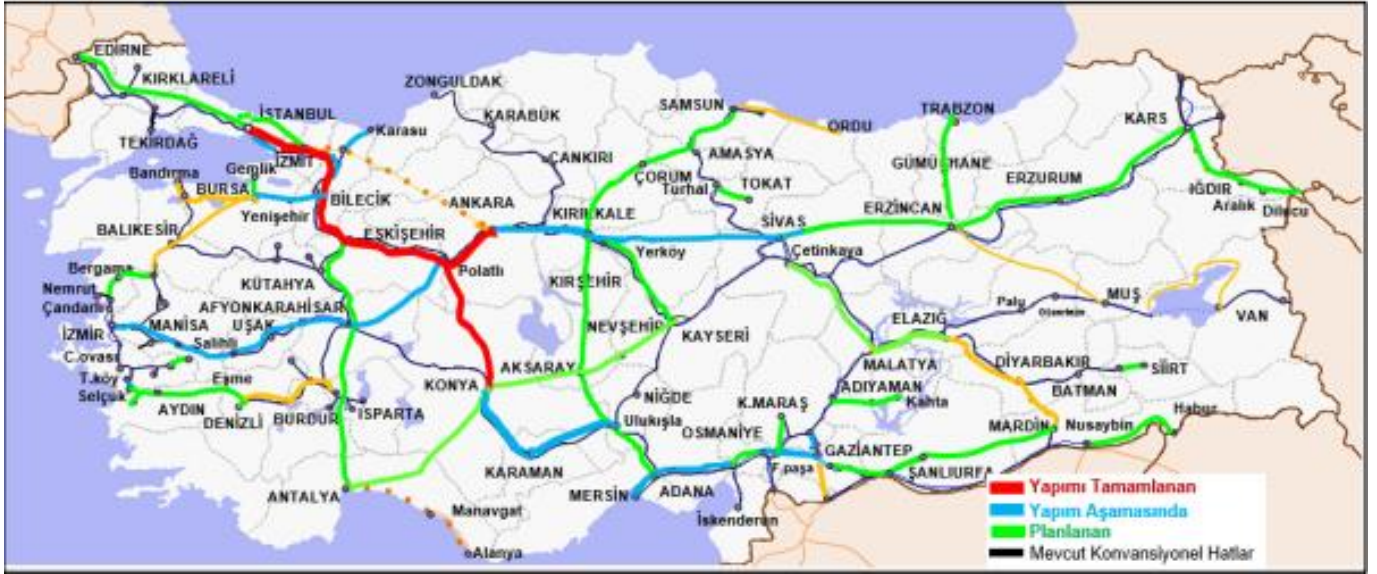 EDİRNE
KIRKLARELİ
TEKİRDAĞ
İSTANBUL
İZMİT
Karasu
ZONGULDAK
KARABÜK
ÇANKIRI
SAMSUN
ORDU
TRABZON
KARS
AMASYA
GÜMÜŞHANE
ÇORUM
Turhal
TOKAT
ERZURUM
IĞDIR
Aralık
Dilucu
Bandırma
Gemlik
BURSA
Yenişehir
BİLECİK
ANKARA
KIRIKKALE
SİVAS
ERZİNCAN
BALIKESİR
ESKİŞEHİR
Polatlı
Yerköy
Çetinkaya
Bergama
KÜTAHYA
KIRŞEHİR
Nemrut
Çandarlı
AFYONKARAHİSAR
Palu
MUŞ
VAN
İZMİR
MANİSA
UŞAK
Salihli
NEVŞEHİR
KAYSERİ
ELAZIĞ
C.ovası
AKSARAY
MALATYA
DİYARBAKIR
SİİRT
BATMAN
T.köy
Selçuk
Eşme
KONYA
NİĞDE
ADIYAMAN
Kahta
AYDIN
DENİZLİ
BURDUR
ISPARTA
Ulukışla
K.MARAŞ
OSMANİYE
MARDİN
Nusaybin
Habur
KARAMAN
GAZİANTEP
F.paşa
ŞANLIURFA
ANTALYA
MERSİN
ADANA
Manavgat
İskenderun
Alanya
Yapımı Tamamlanan
Yapım Aşamasında
Planlanan
Mevcut Konvansiyonel Hatlar